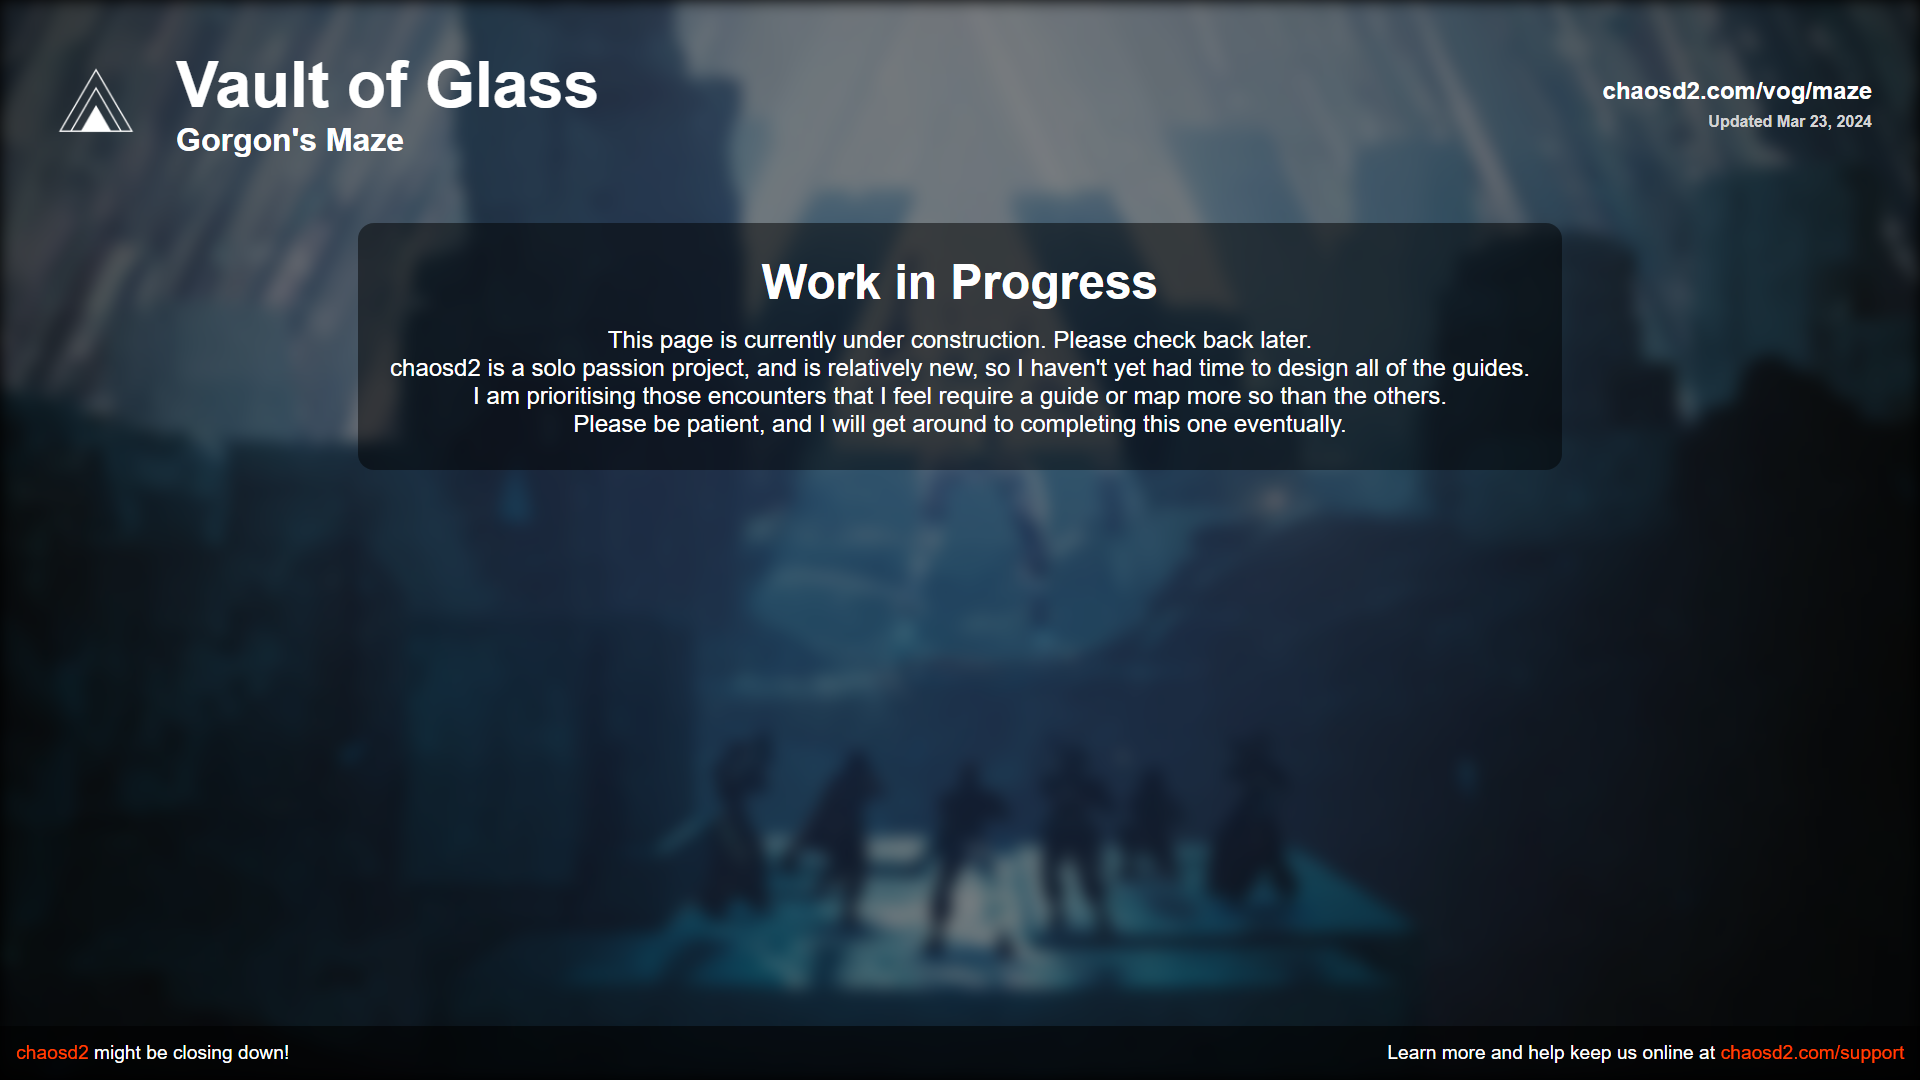 Vault of Glass
Gorgon's Maze
chaosd2.com/vog/maze
Updated Mar 23, 2024
Work in Progress
This page is currently under construction. Please check back later.
chaosd2 is a solo passion project, and is relatively new, so I haven't yet had time to design all of the guides.
I am prioritising those encounters that I feel require a guide or map more so than the others.
Please be patient, and I will get around to completing this one eventually.
chaosd2 might be closing down!
Learn more and help keep us online at chaosd2.com/support